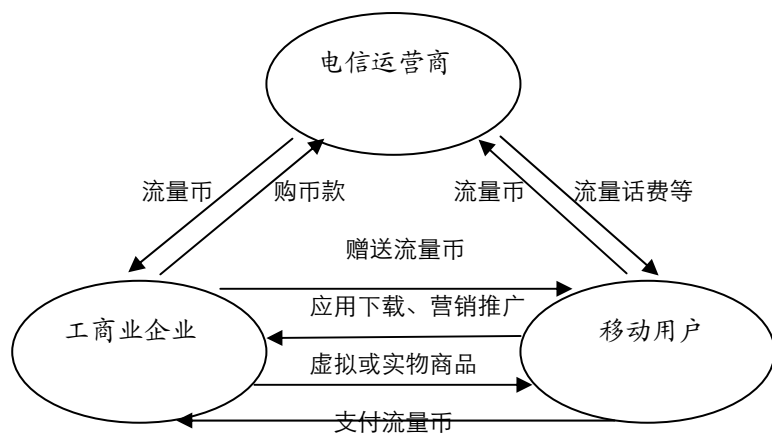 电信运营商
流量币
购币款
流量币
流量话费等
赠送流量币
工商业企业
应用下载、营销推广
移动用户
虚拟或实物商品
支付流量币